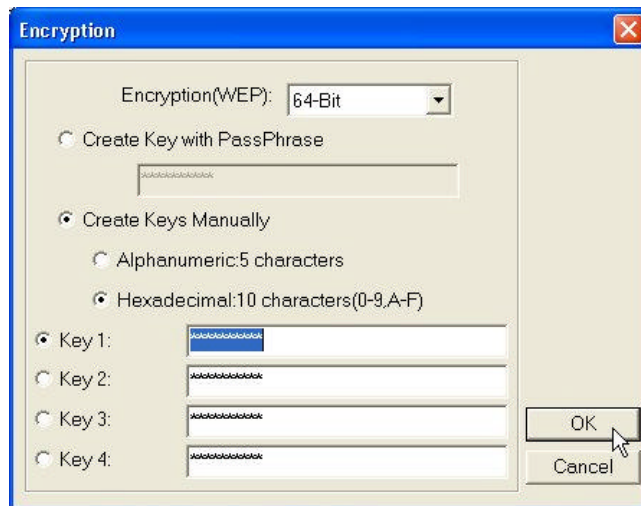 Encryption
Encryption(WEP): 64-Bit
Create Key with PassPhrase
**********
Create Keys Manually
Alphanumeric:5 characters
Hexadecimal:10 characters(0-9,A-F)
Key 1: **********
Key 2: **********
Key 3: **********
Key 4: **********
OK
Cancel